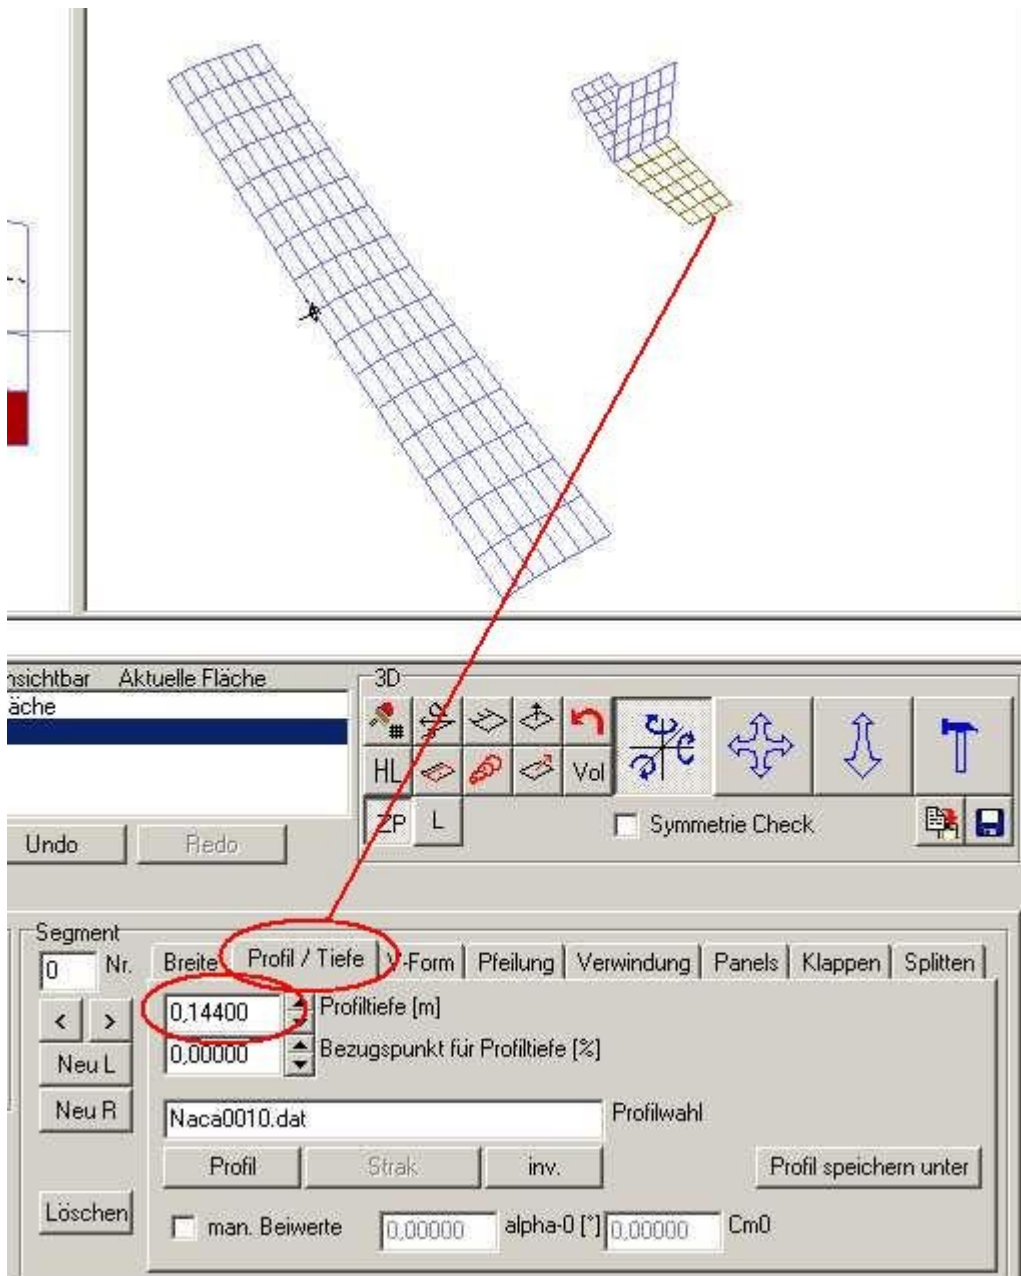 nsichtbar Aktuelle Fläche
äche
3D
#
HL
Vol
ZP
L
Symmetrie Check
Undo
Redo
Segment
0 Nr.
Breite Profil / Tiefe V-Form Pfeilung Verwindung Panels Klappen Splitten
< >
0,14400 Profiltiefe [m]
Neu L
0,00000 Bezugspunkt für Profiltiefe [%]
Neu R
Naca0010.dat Profilwahl
Profil Strak inv. Profil speichern unter
Löschen
man. Beiwerte 0,00000 alpha-0 [°] 0,00000 Cm0